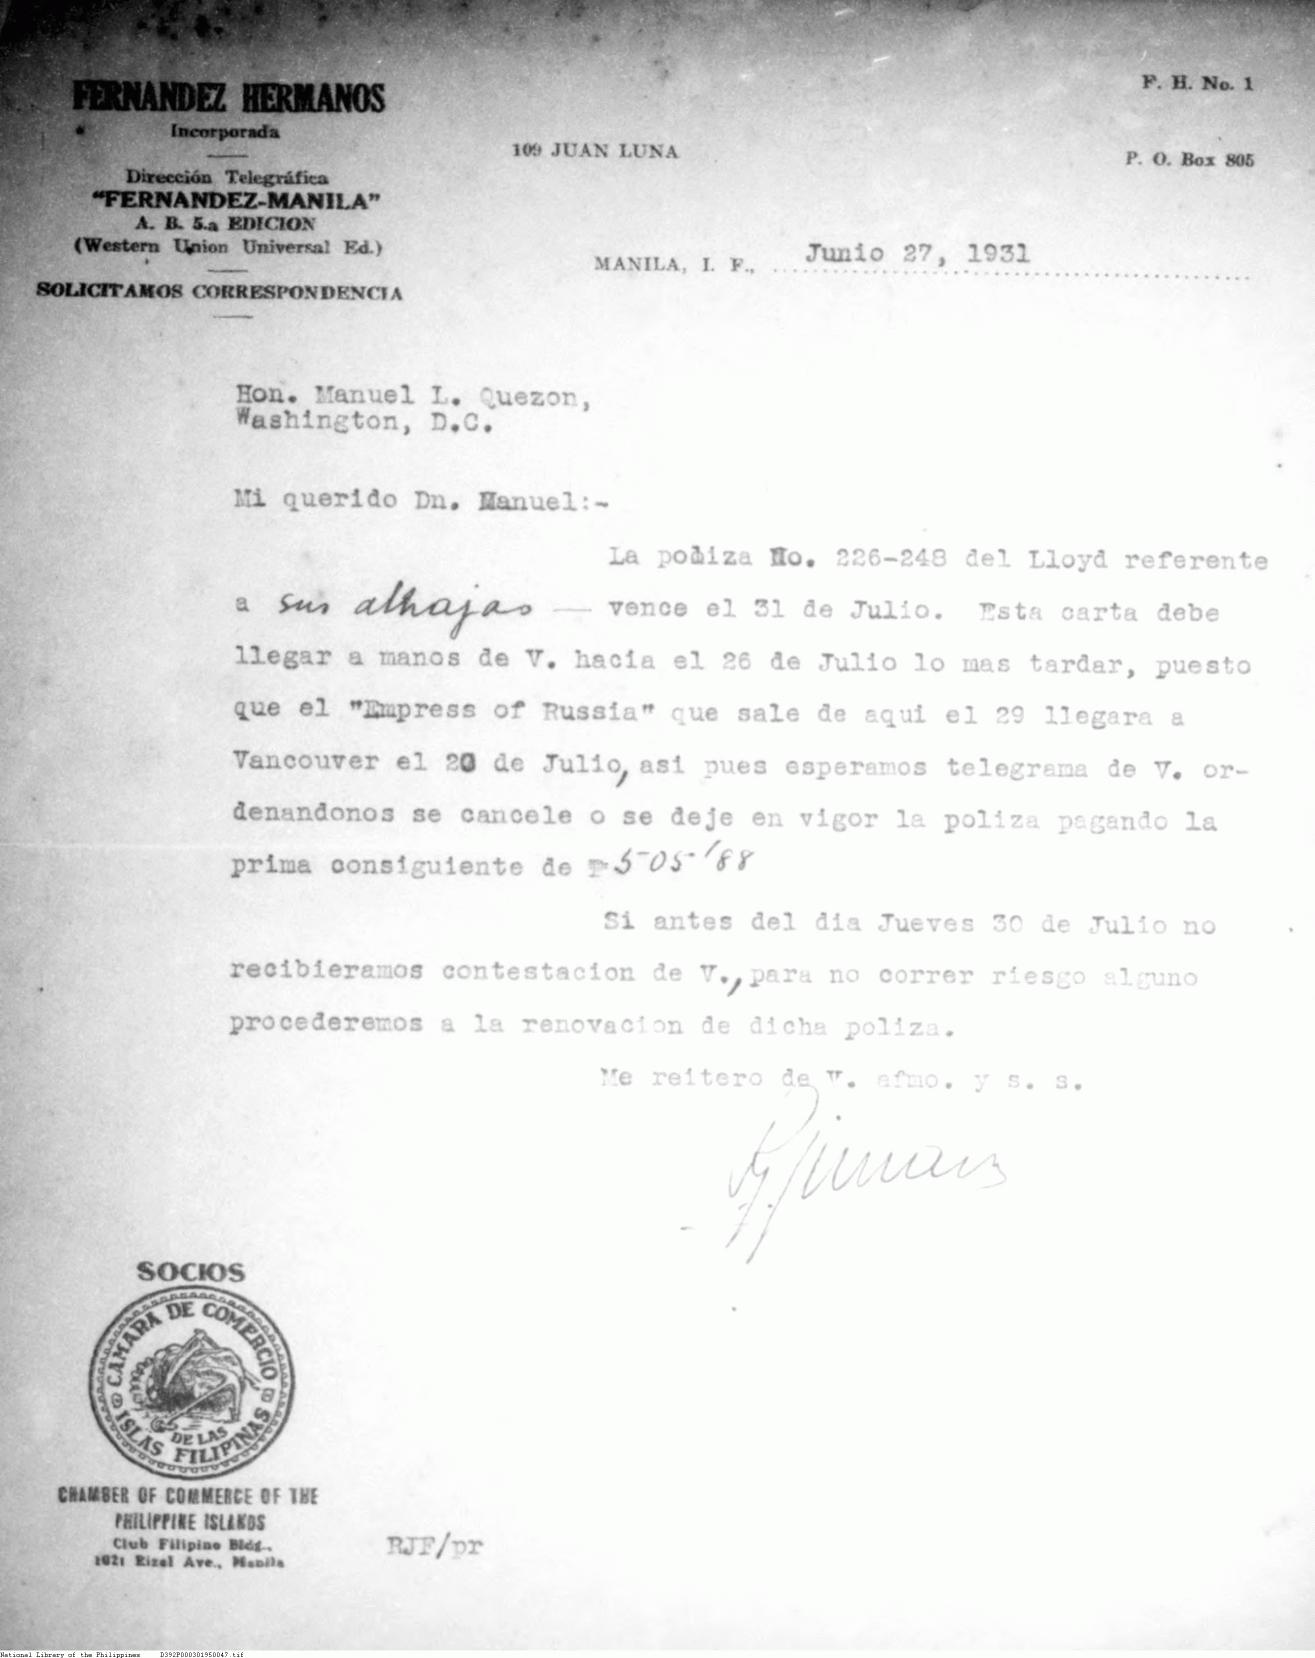 FERNANDEZ HERMANOS
Incorporada
Dirección Telegráfica
"FERNANDEZ-MANILA"
A. B. 5.a EDICION
(Western Union Universal Ed.)
SOLICITAMOS CORRESPONDENCIA
109 JUAN LUNA
F. H. No. 1
P. O. Box 805
MANILA, I. F., Junio 27, 1931
Hon. Manuel L. Quezon,
Washington, D.C.
Mi querido Dn. Manuel:-
La poliza No. 226-248 del Lloyd referente
a sus alhajas — vence el 31 de Julio. Esta carta debe
llegar a manos de V. hacia el 26 de Julio lo mas tardar, puesto
que el "Empress of Russia" que sale de aqui el 29 llegara a
Vancouver el 20 de Julio, asi pues esperamos telegrama de V. or-
denandonos se cancele o se deje en vigor la poliza pagando la
prima consiguiente de ₱505'88
Si antes del dia Jueves 30 de Julio no
recibieramos contestacion de V., para no correr riesgo alguno
procederemos a la renovacion de dicha poliza.
Me reitero de V. afmo. y s. s.
SOCIOS
CAMARA DE COMERCIO
DE LAS
ISLAS FILIPINAS
CHAMBER OF COMMERCE OF THE
PHILIPPINE ISLANDS
Club Filipino Bldg.,
1021 Rizal Ave., Manila
RJF/pr
National Library of the Philippines D392P000301950047.tif